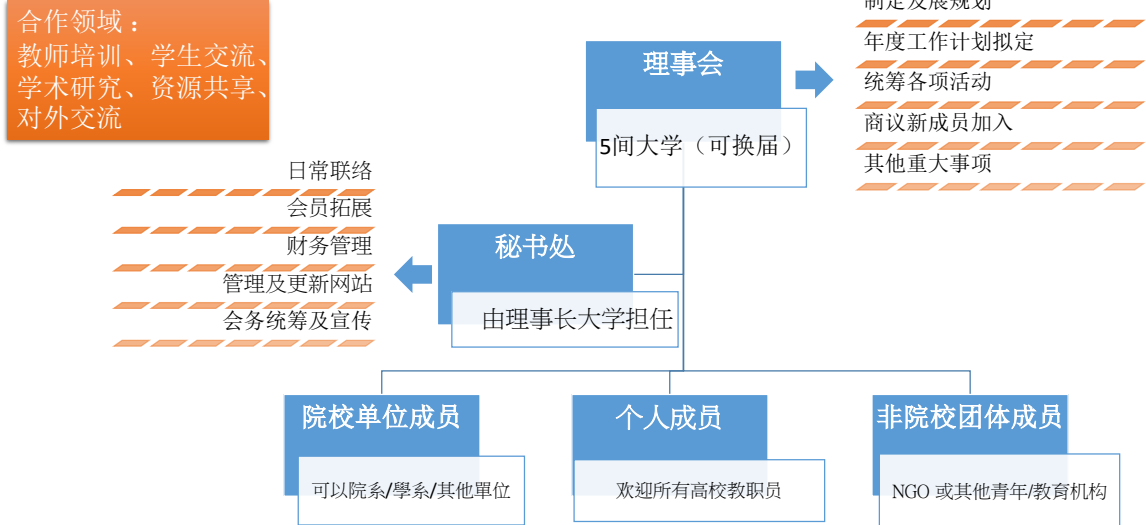 合作领域：
教师培训、学生交流、
学术研究、资源共享、
对外交流
制定发展规划
年度工作计划拟定
统筹各项活动
商议新成员加入
其他重大事项
理事会
5间大学（可换届）
日常联络
会员拓展
财务管理
管理及更新网站
会务统筹及宣传
秘书处
由理事长大学担任
院校单位成员
可以院系/學系/其他單位
个人成员
欢迎所有高校教职员
非院校团体成员
NGO 或其他青年/教育机构